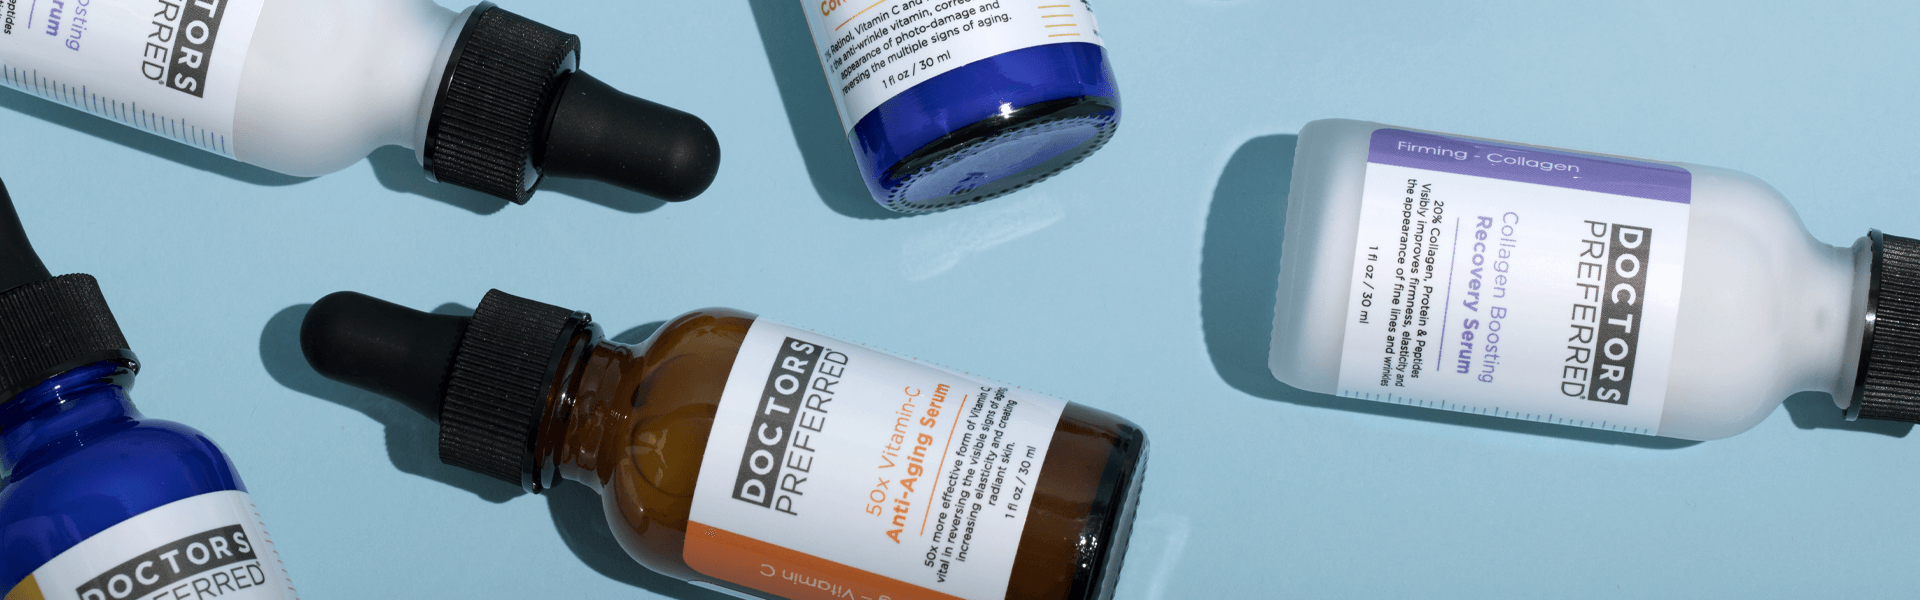 DOCTORS
PREFERRED
50x Vitamin-C
Anti-Aging Serum
50x more effective form of Vitamin C,
vital in reversing the visible signs of aging
increasing elasticity and creating
radiant skin.
1 fl oz / 30 ml
Vitamin C
Firming - Collagen
DOCTORS
PREFERRED
Collagen Boosting
Recovery Serum
20% Collagen, Protein & Peptides
Visibly improves firmness, elasticity and
the appearance of fine lines and wrinkles
1 fl oz / 30 ml
Retinol, Vitamin C and
the anti-wrinkle vitamin,
appearance of photo-damage and
reversing the multiple signs of aging.
1 fl oz / 30 ml
DOCTORS